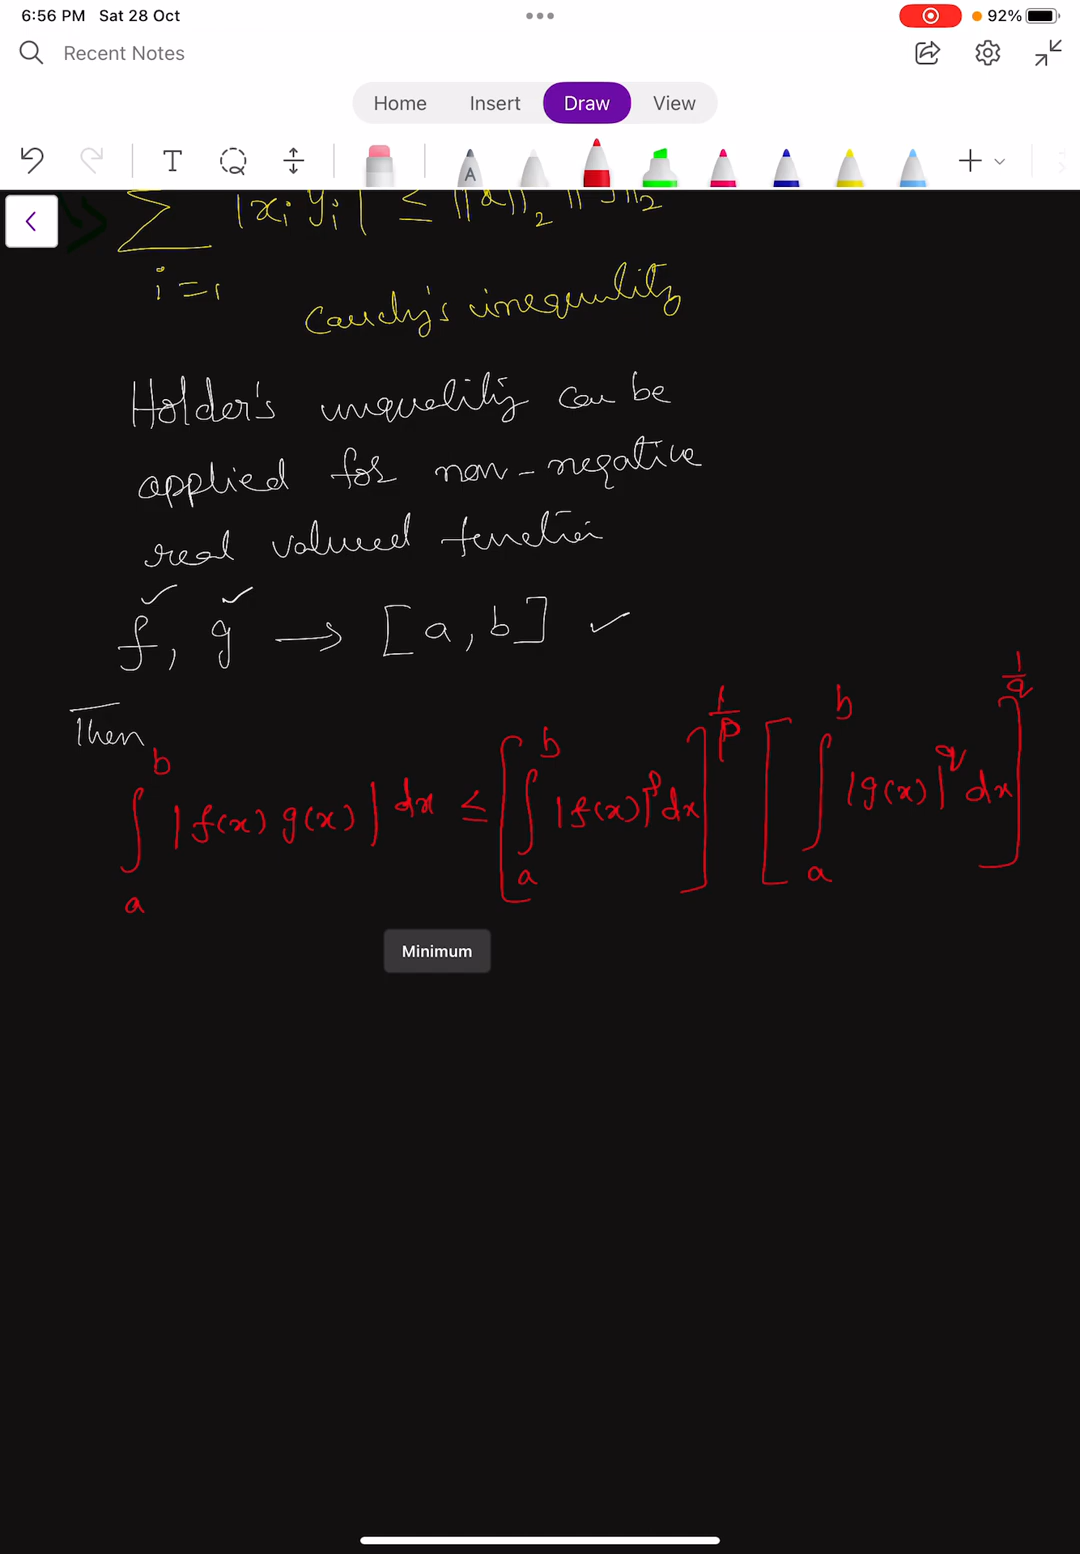 6:56 PM Sat 28 Oct
92%
Recent Notes
Home Insert Draw View
T
A
∑ |xᵢ yᵢ| ≤ ||x||₂ ||y||₂
i=1
Cauchy's inequality
Holder's inequality can be
applied for non-negative
real valued function
f, g → [a, b]
Then
∫ₐᵇ |f(x) g(x)| dx ≤ [∫ₐᵇ |f(x)|ᵖ dx]^(1/p) [∫ₐᵇ |g(x)|^q dx]^(1/q)
Minimum